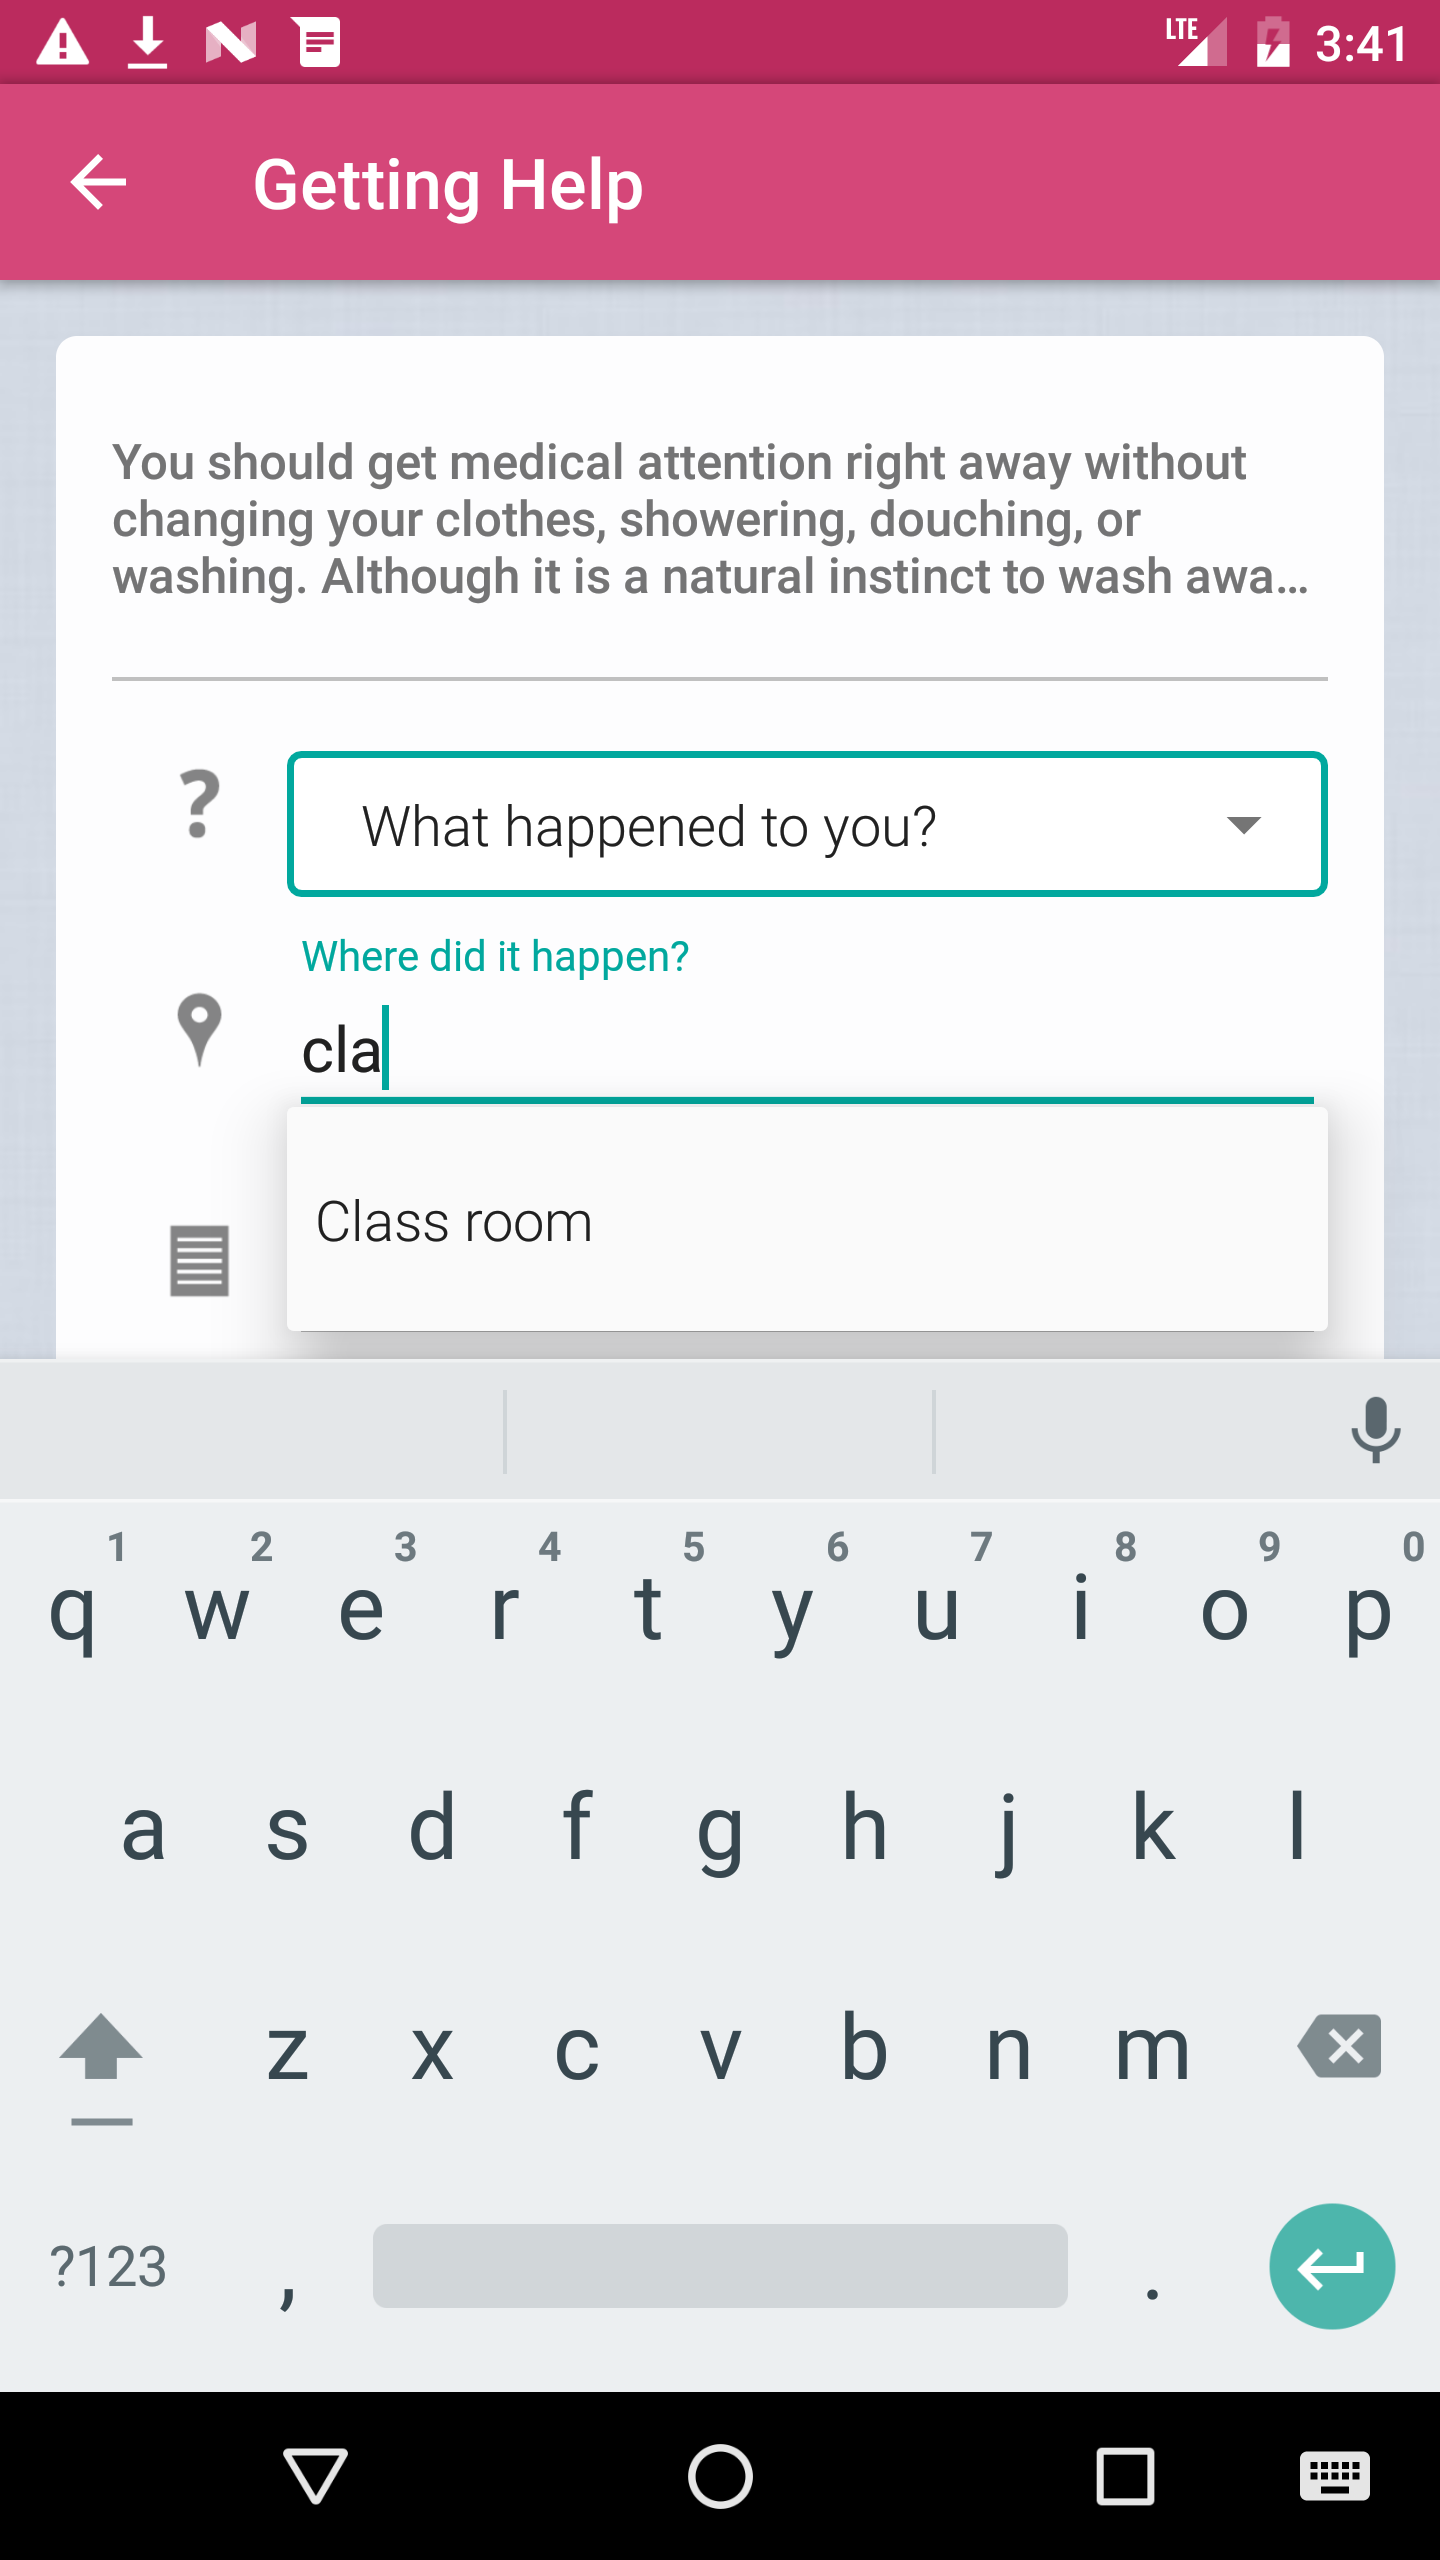 LTE 3:41
Getting Help
You should get medical attention right away without
changing your clothes, showering, douching, or
washing. Although it is a natural instinct to wash awa...
? What happened to you?
Where did it happen?
cla
Class room
1 2 3 4 5 6 7 8 9 0
q w e r t y u i o p
a s d f g h j k l
z x c v b n m
?123 , .